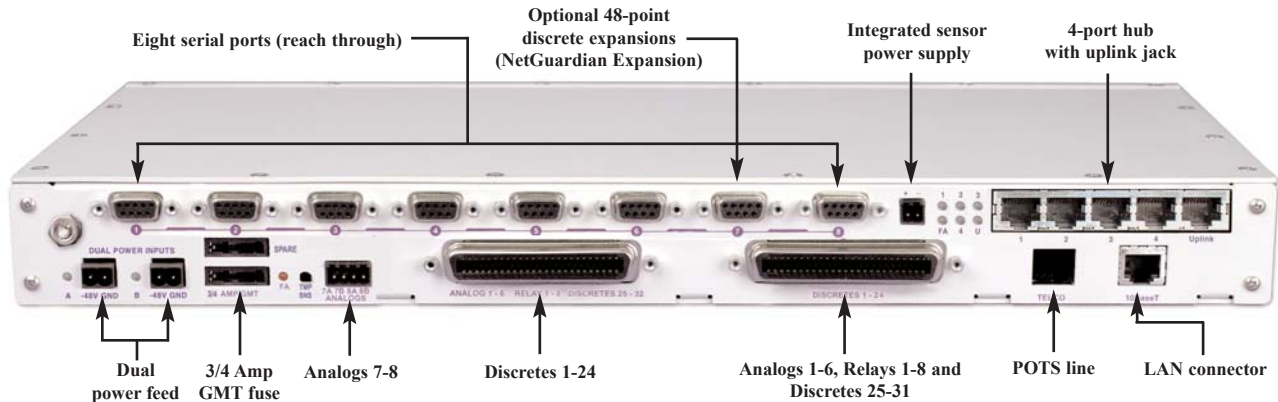 Optional 48-point
discrete expansions
(NetGuardian Expansion)
Eight serial ports (reach through)
Integrated sensor
power supply
4-port hub
with uplink jack
1
2
3
4
5
6
7
8
+ -
1 2 3
FA 4 U
1 2 3 4 Uplink
DUAL POWER INPUTS
SPARE
A -48V GND
B -48V GND
3/4 AMP GMT
FA
TMP
SNS
7A 7B 8A 8B
ANALOGS
ANALOG 1 - 6 RELAY 1 - 8 DISCRETES 25 - 32
DISCRETES 1 - 24
TELCO
10BaseT
Dual
power feed
3/4 Amp
GMT fuse
Analogs 7-8
Discretes 1-24
Analogs 1-6, Relays 1-8 and
Discretes 25-31
POTS line
LAN connector